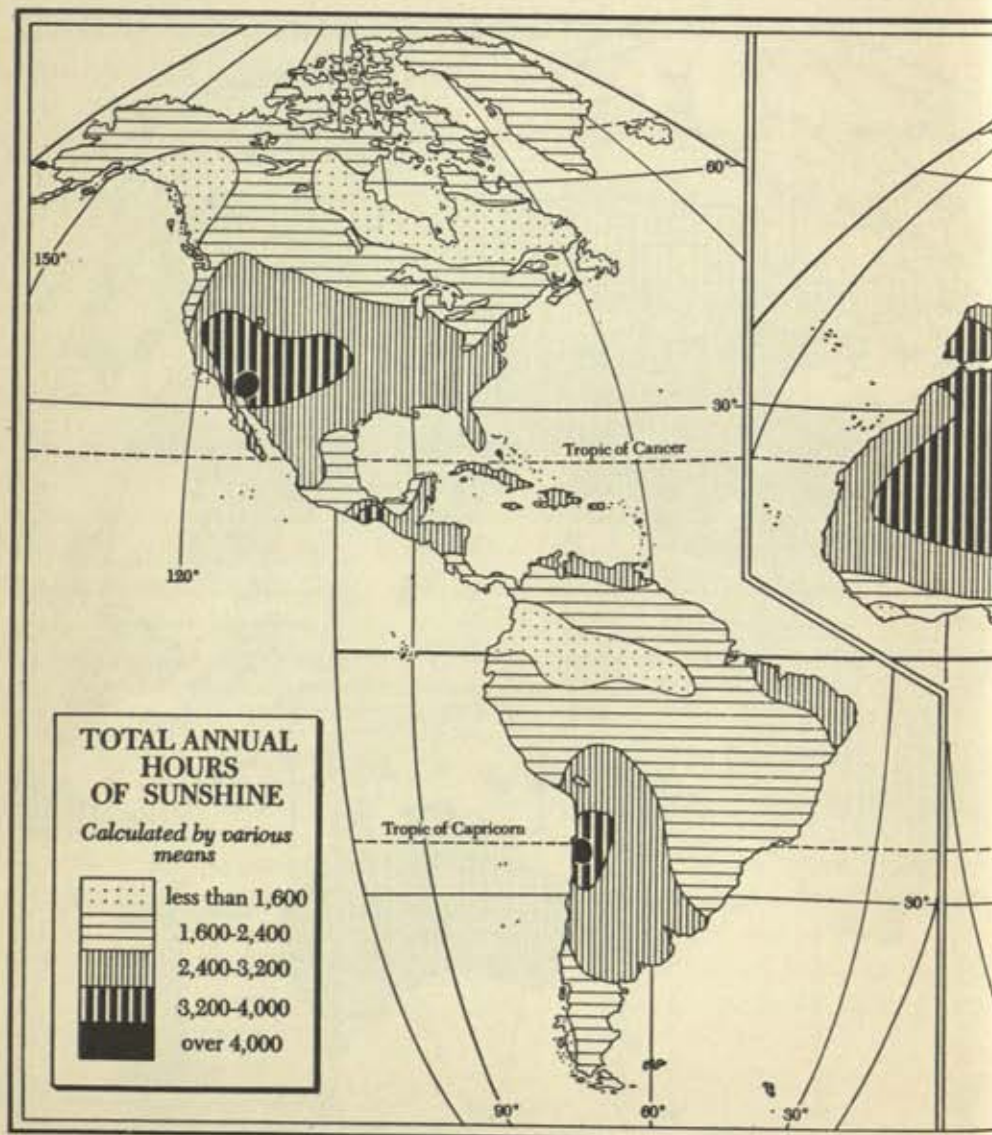 60°
150°
30°
Tropic of Cancer
120°
TOTAL ANNUAL
HOURS
OF SUNSHINE
Calculated by various
means
less than 1,600
1,600-2,400
2,400-3,200
3,200-4,000
over 4,000
Tropic of Capricorn
30°
90°
60°
30°